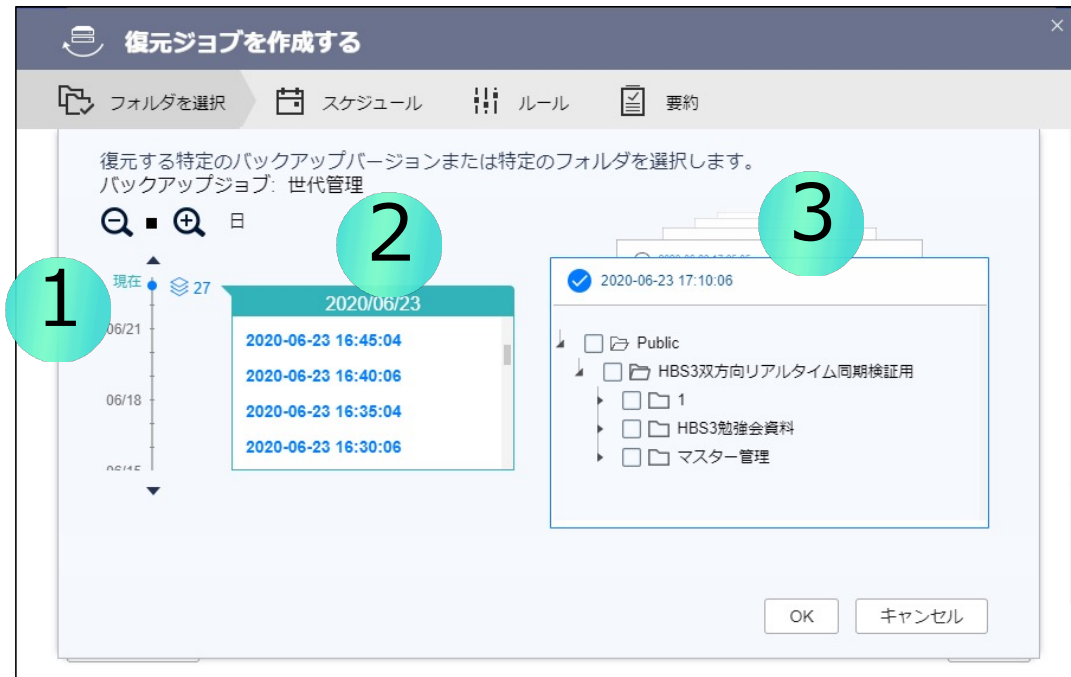 復元ジョブを作成する
フォルダを選択 スケジュール ルール 要約
復元する特定のバックアップバージョンまたは特定のフォルダを選択します。
バックアップジョブ: 世代管理
日
1
2
3
現在
27
06/21
06/18
06/15
2020/06/23
2020-06-23 16:45:04
2020-06-23 16:40:06
2020-06-23 16:35:04
2020-06-23 16:30:06
2020-06-23 17:10:06
Public
HBS3双方向リアルタイム同期検証用
1
HBS3勉強会資料
マスター管理
OK キャンセル